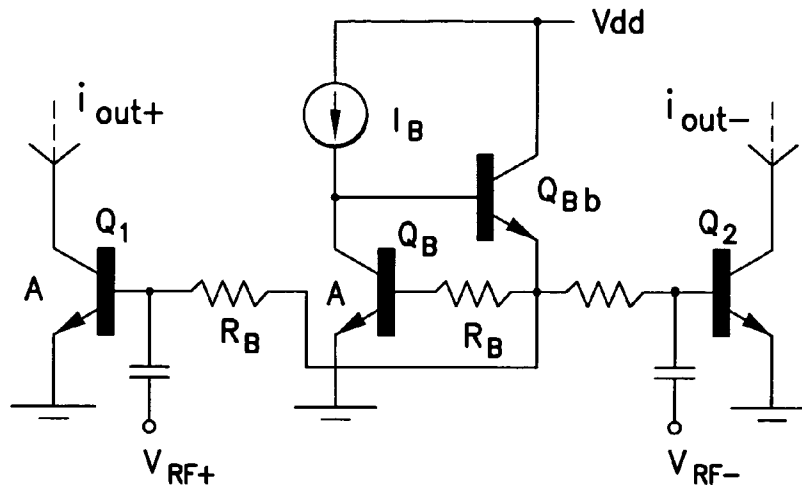 Vdd
i out+
I B
i out−
Q Bb
Q 1
Q B
Q 2
A
A
R B
R B
V RF+
V RF−